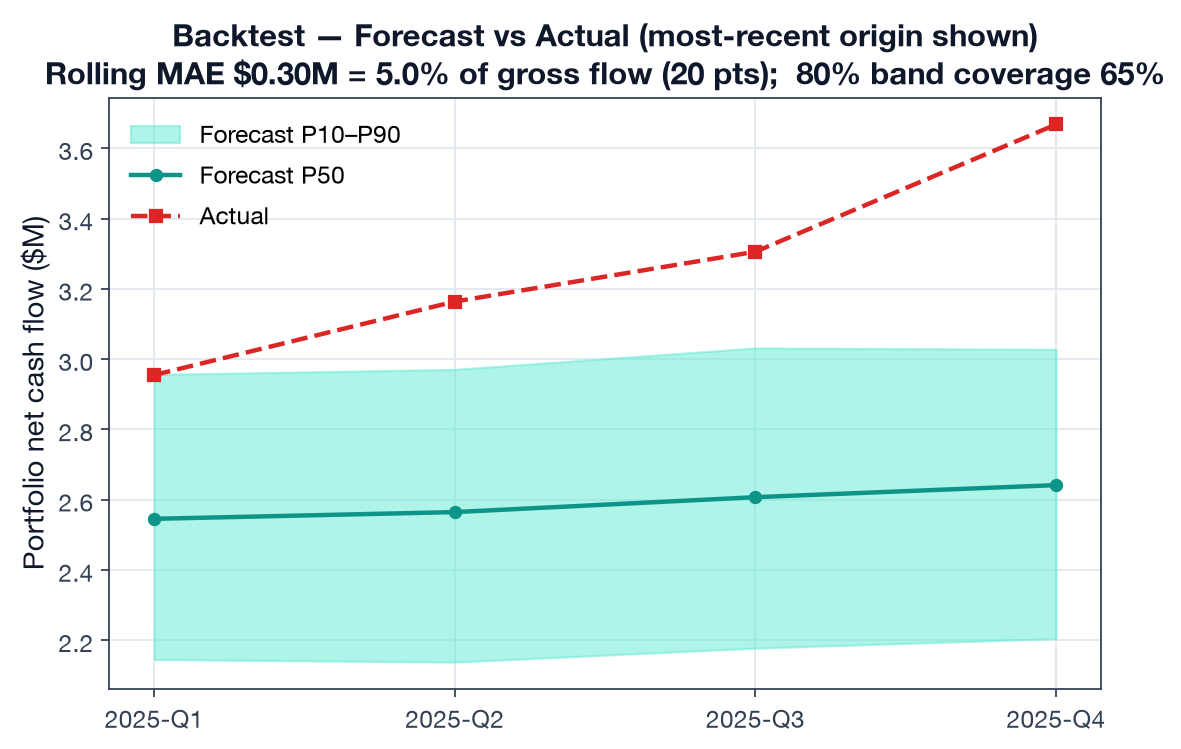 Backtest — Forecast vs Actual (most-recent origin shown)
Rolling MAE $0.30M = 5.0% of gross flow (20 pts);  80% band coverage 65%
Forecast P10–P90
Forecast P50
Actual
Portfolio net cash flow ($M)
3.6
3.4
3.2
3.0
2.8
2.6
2.4
2.2
2025-Q1
2025-Q2
2025-Q3
2025-Q4